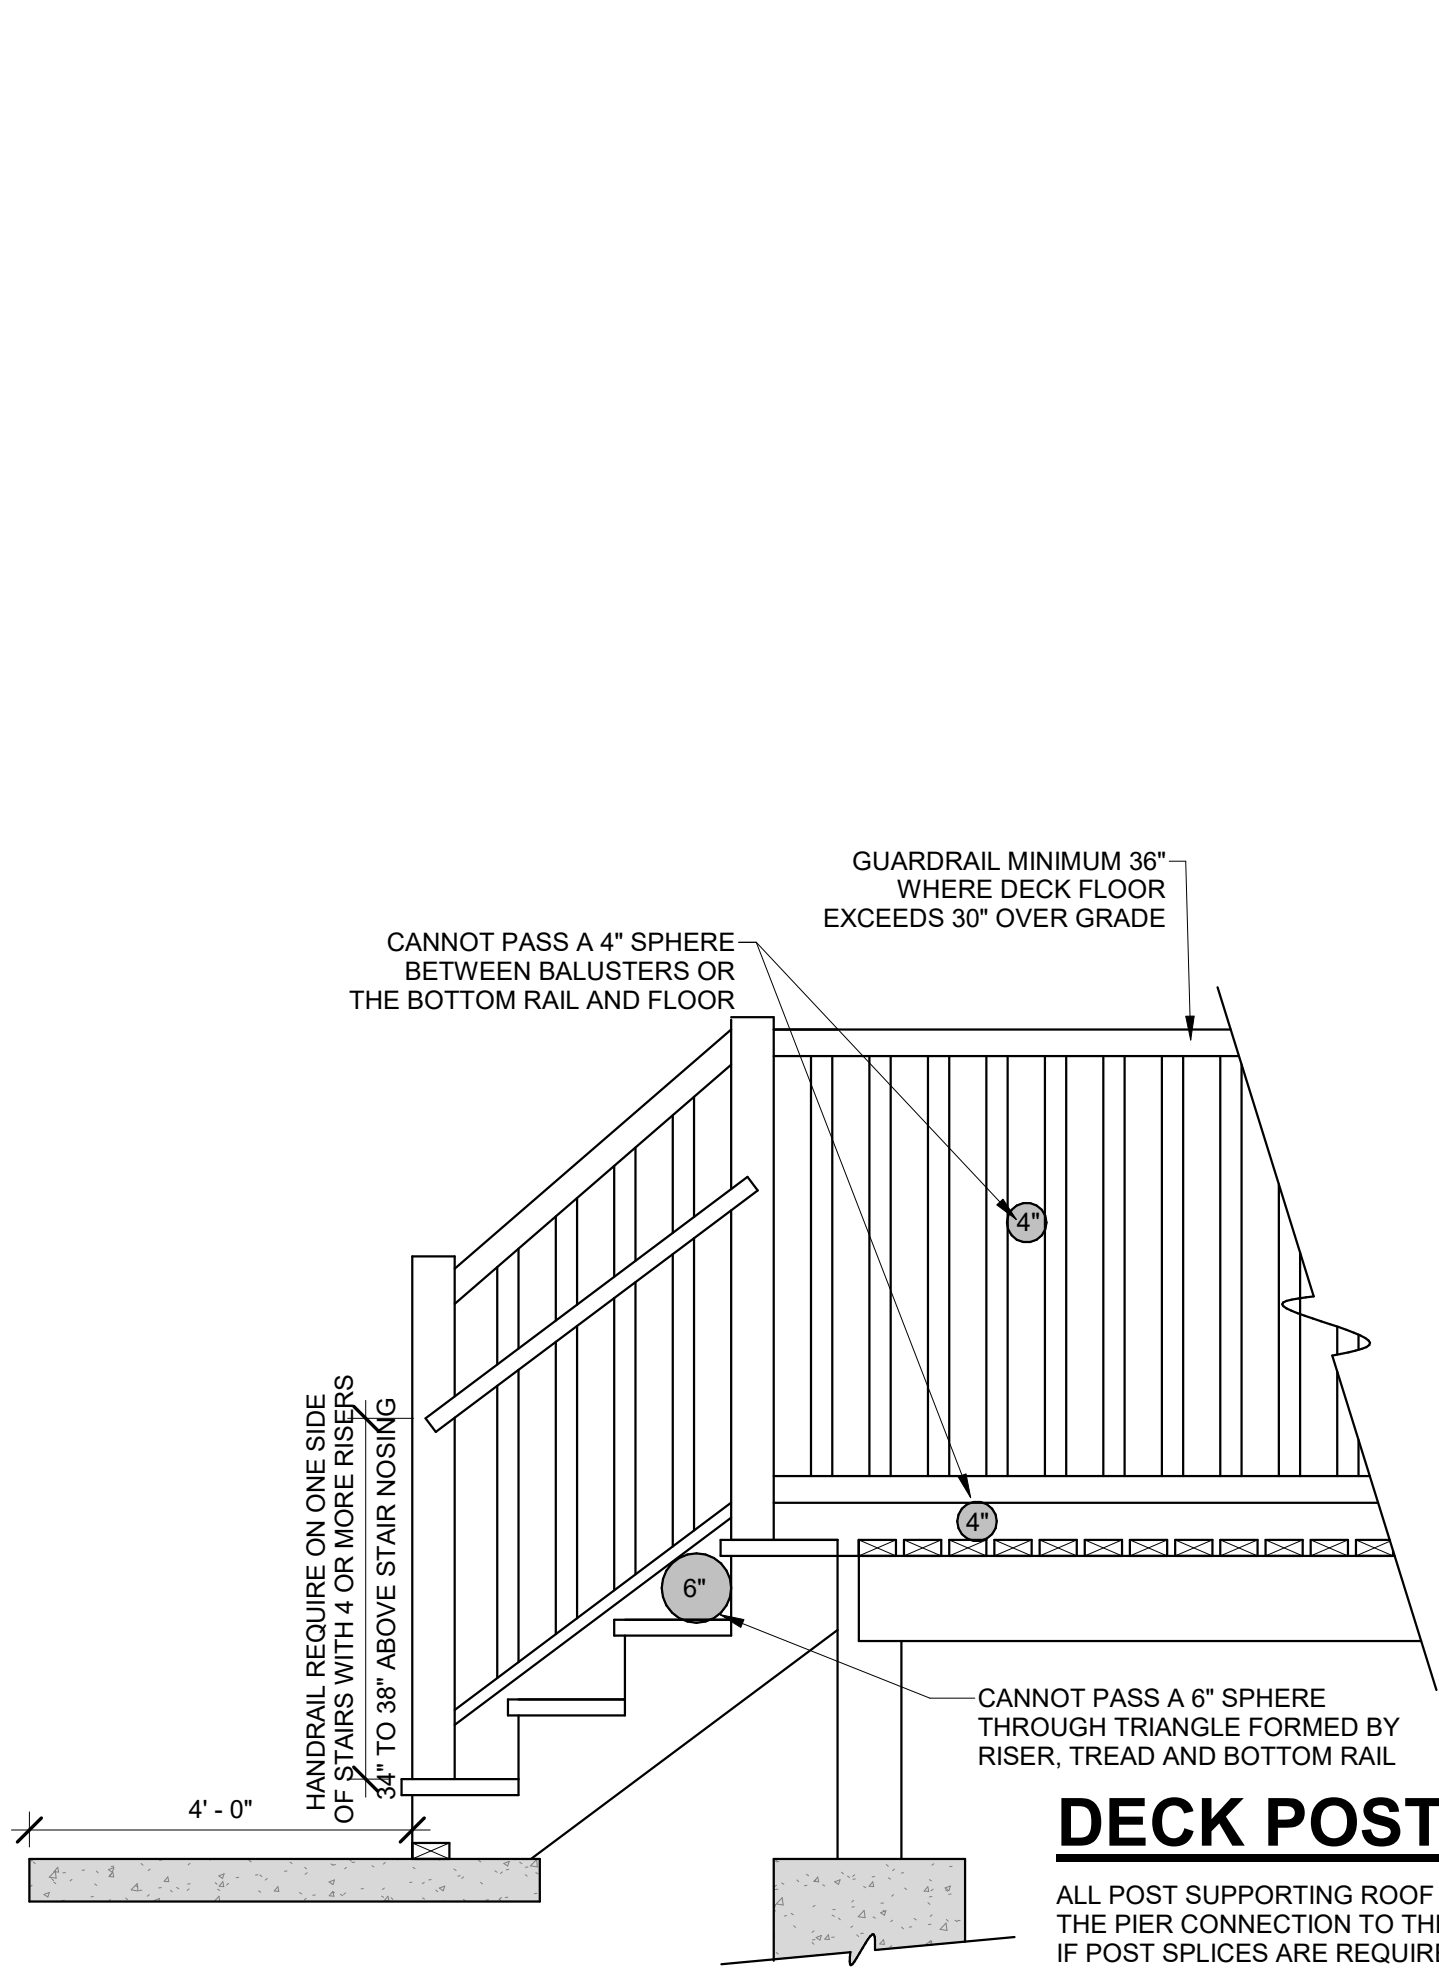 GUARDRAIL MINIMUM 36"
WHERE DECK FLOOR
EXCEEDS 30" OVER GRADE
CANNOT PASS A 4" SPHERE
BETWEEN BALUSTERS OR
THE BOTTOM RAIL AND FLOOR
4"
4"
6"
HANDRAIL REQUIRE ON ONE SIDE
OF STAIRS WITH 4 OR MORE RISERS
34" TO 38" ABOVE STAIR NOSING
CANNOT PASS A 6" SPHERE
THROUGH TRIANGLE FORMED BY
RISER, TREAD AND BOTTOM RAIL
4' - 0"
DECK POST
ALL POST SUPPORTING ROOF
THE PIER CONNECTION TO
IF POST SPLICES ARE